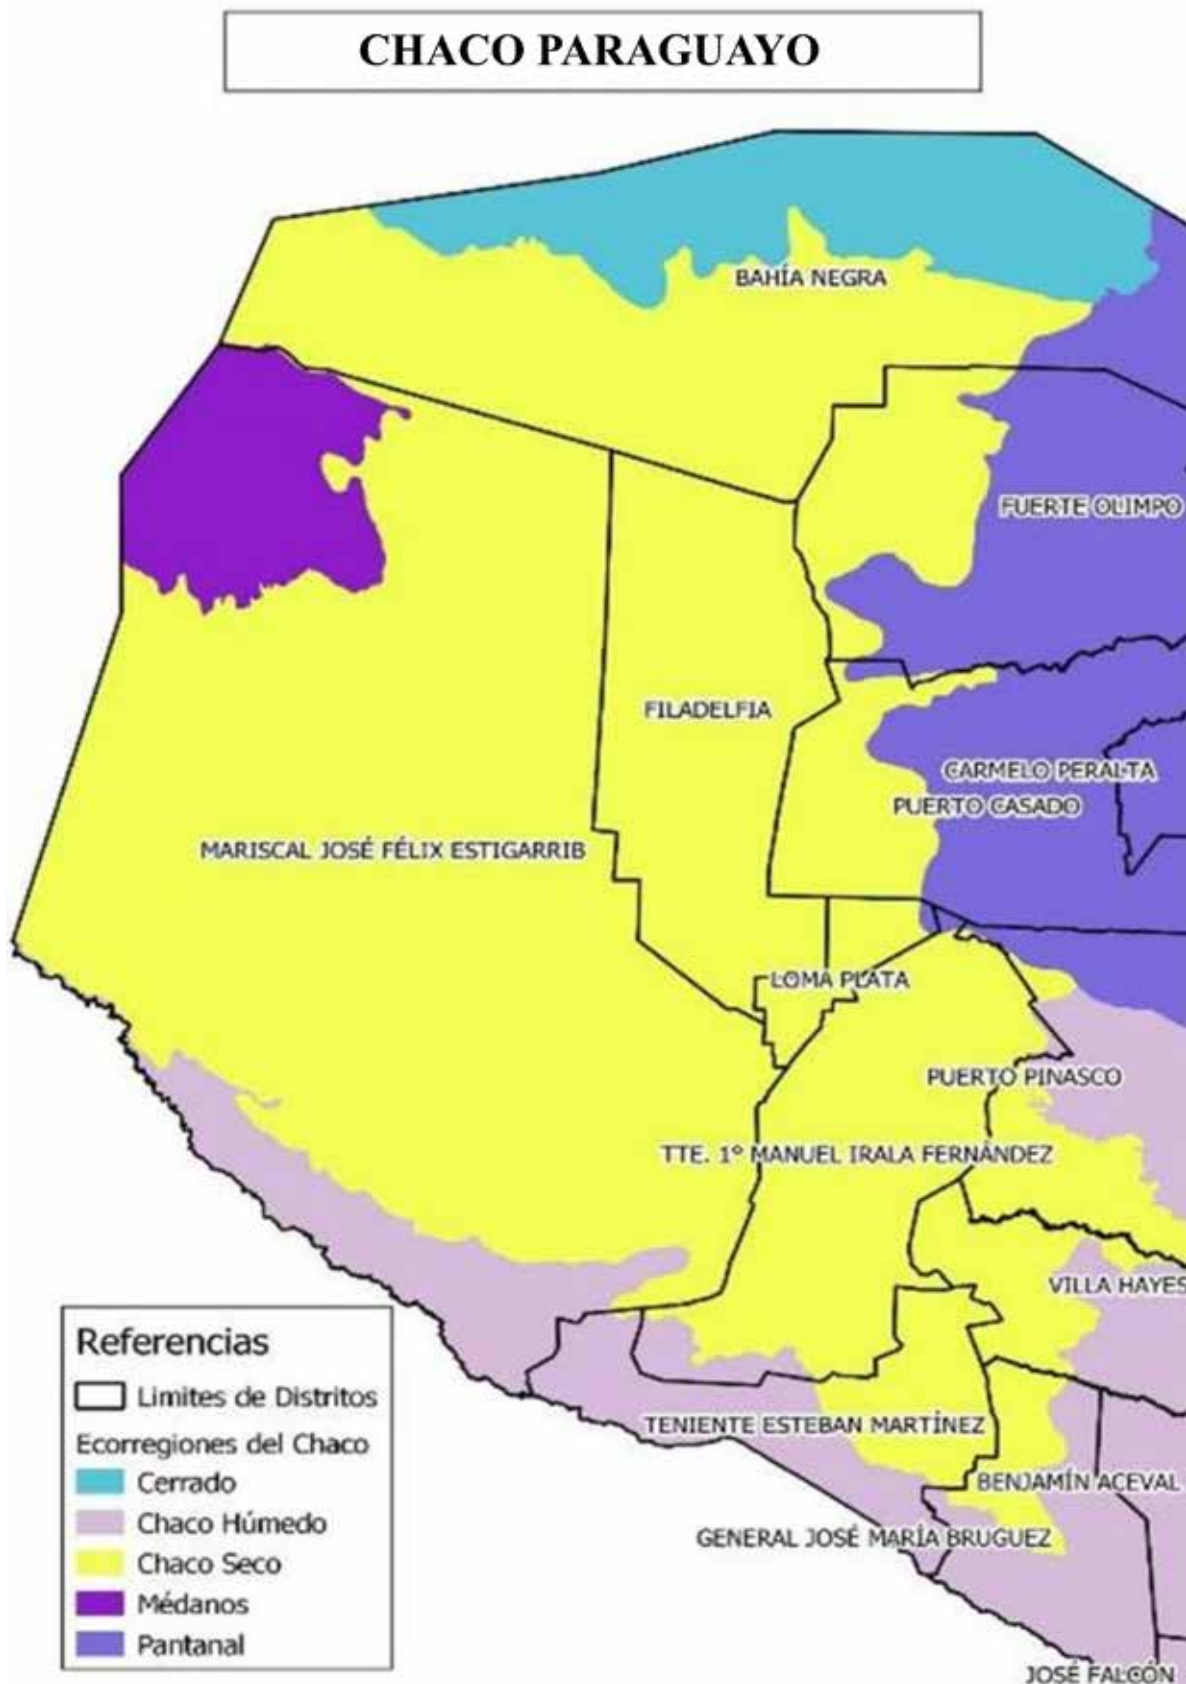 CHACO PARAGUAYO
BAHÍA NEGRA
FUERTE OLIMPO
FILADELFIA
CARMELO PERALTA
PUERTO CASADO
MARISCAL JOSÉ FÉLIX ESTIGARRIB
LOMA PLATA
PUERTO PINASCO
TTE. 1º MANUEL IRALA FERNÁNDEZ
VILLA HAYES
TENIENTE ESTEBAN MARTÍNEZ
BENJAMÍN ACEVAL
GENERAL JOSÉ MARÍA BRUGUEZ
JOSÉ FALCÓN
Referencias
Limites de Distritos
Ecorregiones del Chaco
Cerrado
Chaco Húmedo
Chaco Seco
Médanos
Pantanal